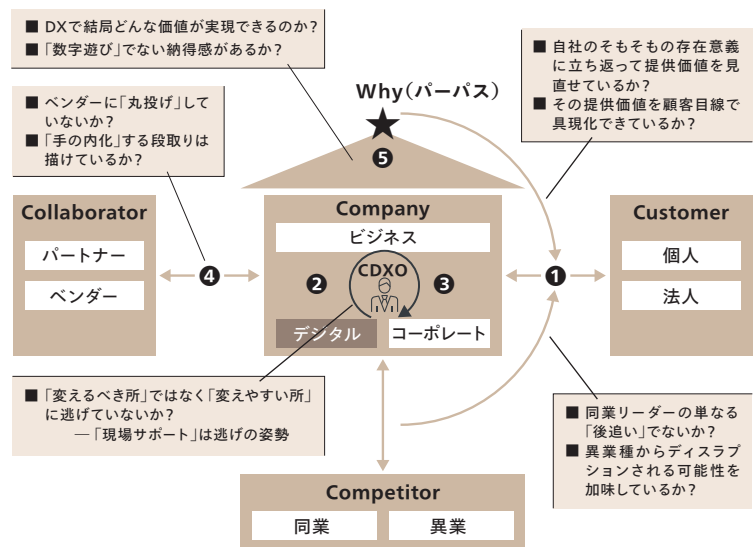 ■ DXで結局どんな価値が実現できるのか？
■「数字遊び」でない納得感があるか？
■ 自社のそもそもの存在意義
に立ち返って提供価値を見
直せているか？
■ その提供価値を顧客目線で
具現化できているか？
■ ベンダーに「丸投げ」して
いないか？
■「手の内化」する段取りは
描けているか？
Why（パーパス）
❺
Collaborator
パートナー
ベンダー
❹
Company
ビジネス
❷
CDXO
❸
デジタル
コーポレート
❶
Customer
個人
法人
■「変えるべき所」ではなく「変えやすい所」
に逃げていないか？
―「現場サポート」は逃げの姿勢
■ 同業リーダーの単なる
「後追い」でないか？
■ 異業種からディスラプ
ションされる可能性を
加味しているか？
Competitor
同業
異業